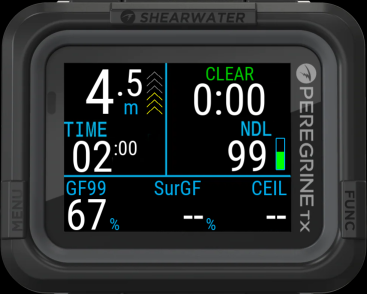 SHEARWATER
4.5 m
CLEAR
0:00
TIME
02:00
NDL
99
GF99
67%
SurGF
--%
CEIL
--
MENU
FUNC
PEREGRINE TX